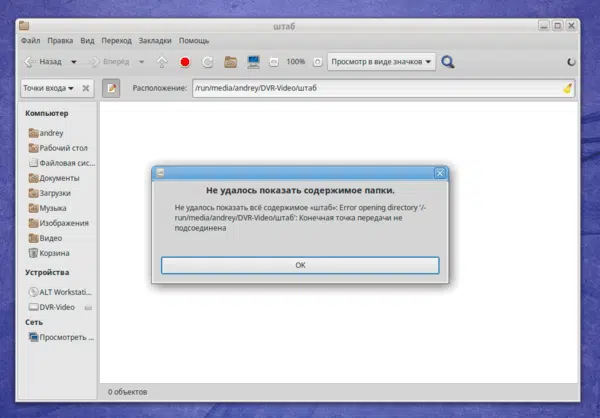 штаб
Файл Правка Вид Переход Закладки Помощь
Назад Вперёд 100% Просмотр в виде значков
Точки входа Расположение: /run/media/andrey/DVR-Video/штаб
Компьютер
andrey
Рабочий стол
Файловая сис...
Документы
Загрузки
Музыка
Изображения
Видео
Корзина
Устройства
ALT Workstati...
DVR-Video
Сеть
Просмотреть ...
Не удалось показать содержимое папки.
Не удалось показать всё содержимое «штаб»: Error opening directory '/-
run/media/andrey/DVR-Video/штаб': Конечная точка передачи не
подсоединена
OK
0 объектов